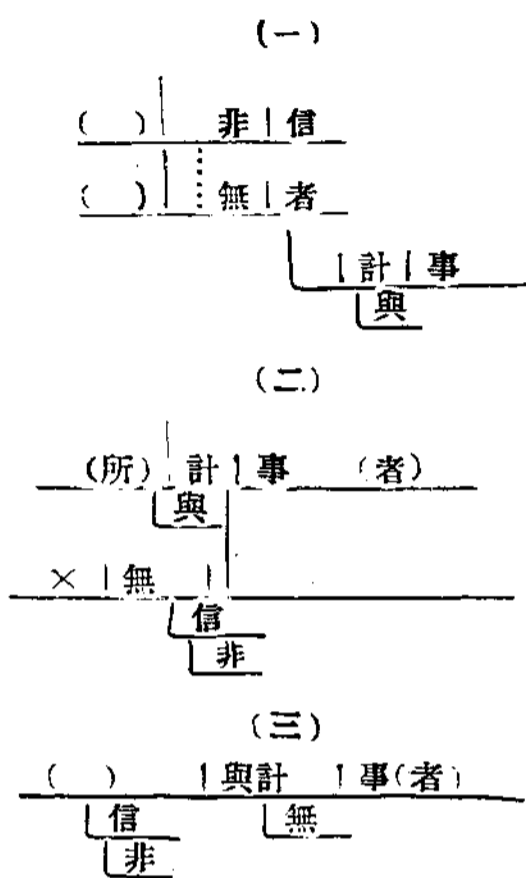 (一)
( ) 非 信
( ) 無 者
計 事
與
(二)
(所) 計 事 (者)
與
× 無
信
非
(三)
( ) 與計 事(者)
信 無
非